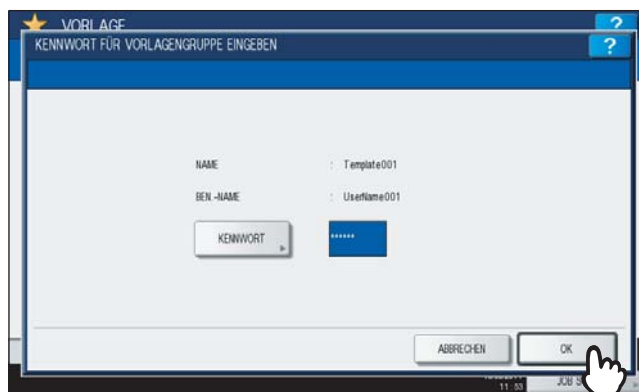 VORLAGE
?
KENNWORT FÜR VORLAGENGRUPPE EINGEBEN
?
NAME : Template001
BEN.-NAME : UserName001
KENNWORT ••••••
ABBRECHEN OK
11:53 JOB S